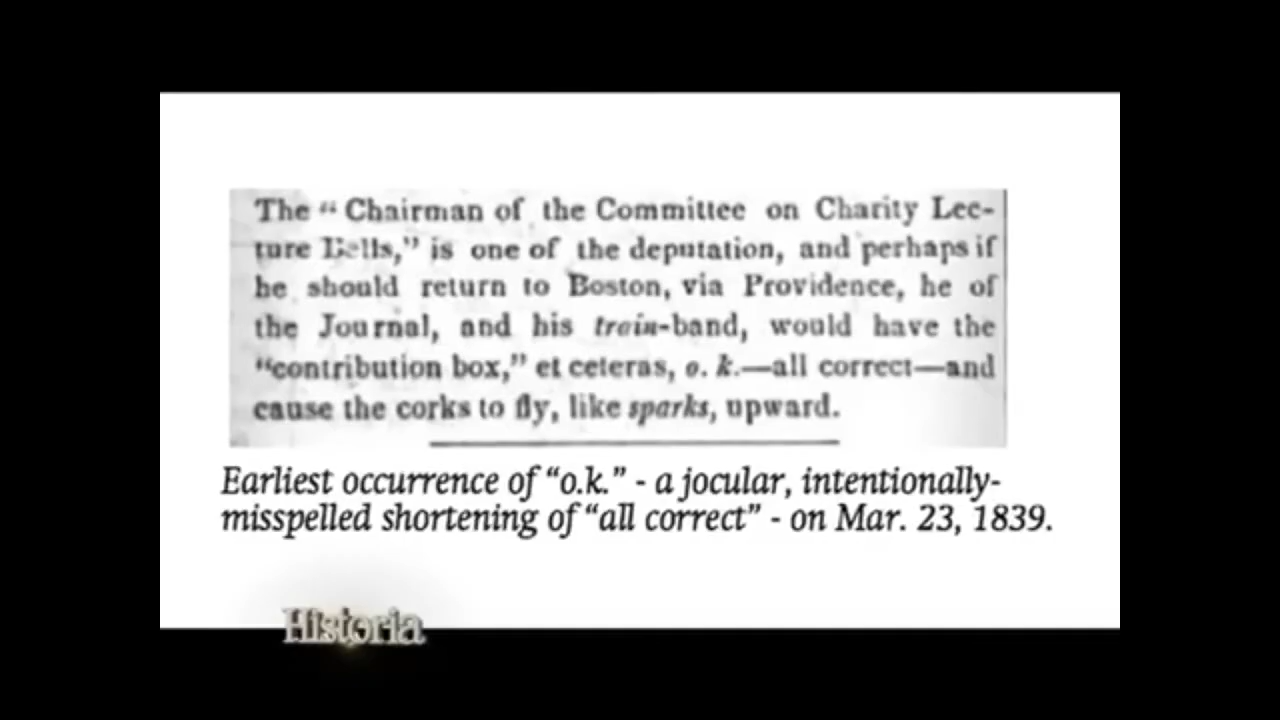 The “ Chairman of the Committee on Charity Lec-
ture Bells,” is one of the deputation, and perhaps if
he should return to Boston, via Providence, he of
the Journal, and his train-band, would have the
“contribution box,” et ceteras, o. k.—all correct—and
cause the corks to fly, like sparks, upward.
Earliest occurrence of “o.k.” - a jocular, intentionally-
misspelled shortening of “all correct” - on Mar. 23, 1839.
Historia